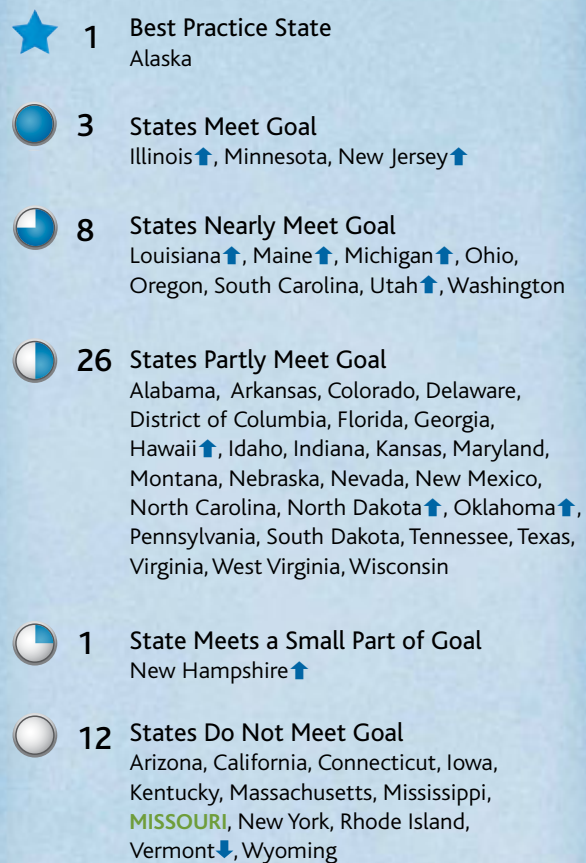 1 Best Practice State
Alaska
3 States Meet Goal
Illinois⬆, Minnesota, New Jersey⬆
8 States Nearly Meet Goal
Louisiana⬆, Maine⬆, Michigan⬆, Ohio,
Oregon, South Carolina, Utah⬆, Washington
26 States Partly Meet Goal
Alabama, Arkansas, Colorado, Delaware,
District of Columbia, Florida, Georgia,
Hawaii⬆, Idaho, Indiana, Kansas, Maryland,
Montana, Nebraska, Nevada, New Mexico,
North Carolina, North Dakota⬆, Oklahoma⬆,
Pennsylvania, South Dakota, Tennessee, Texas,
Virginia, West Virginia, Wisconsin
1 State Meets a Small Part of Goal
New Hampshire⬆
12 States Do Not Meet Goal
Arizona, California, Connecticut, Iowa,
Kentucky, Massachusetts, Mississippi,
MISSOURI, New York, Rhode Island,
Vermont⬇, Wyoming